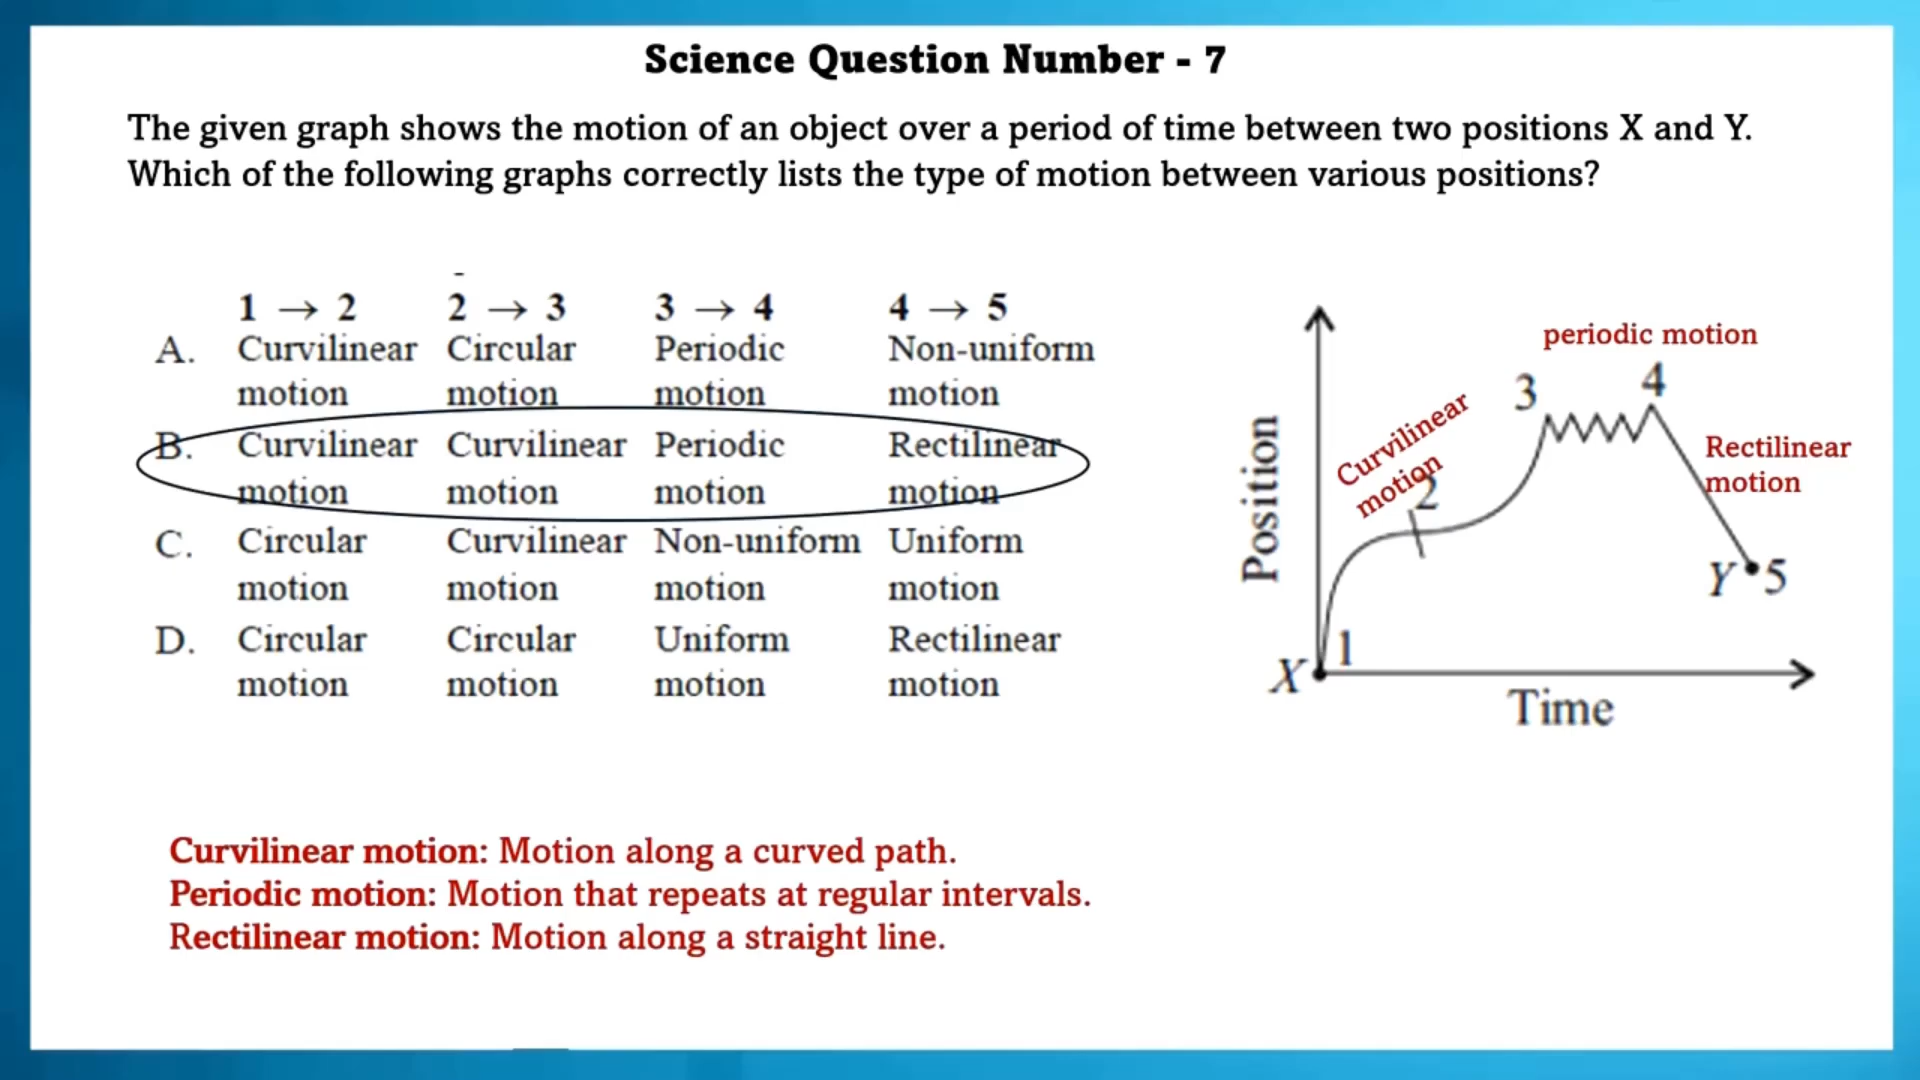 Science Question Number - 7
The given graph shows the motion of an object over a period of time between two positions X and Y.
Which of the following graphs correctly lists the type of motion between various positions?
1 → 2 2 → 3 3 → 4 4 → 5
A. Curvilinear Circular Periodic Non-uniform
motion motion motion motion
B. Curvilinear Curvilinear Periodic Rectilinear
motion motion motion motion
C. Circular Curvilinear Non-uniform Uniform
motion motion motion motion
D. Circular Circular Uniform Rectilinear
motion motion motion motion
periodic motion
3 4
Curvilinear
motion
Rectilinear
motion
2
Position
Y 5
1
X
Time
Curvilinear motion: Motion along a curved path.
Periodic motion: Motion that repeats at regular intervals.
Rectilinear motion: Motion along a straight line.